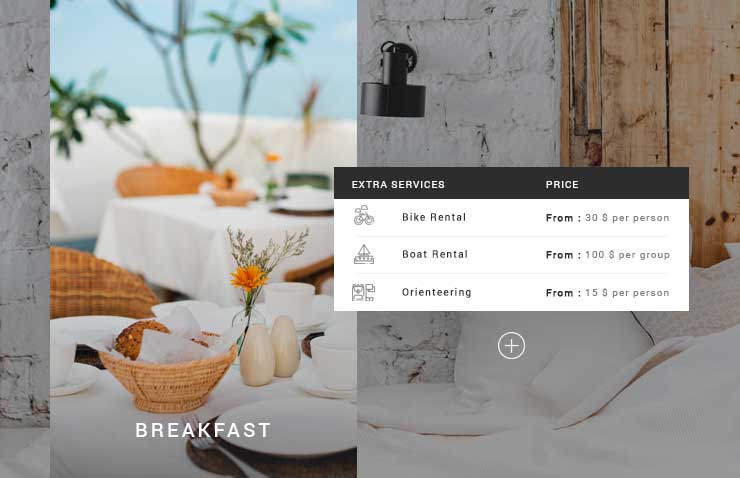 EXTRA SERVICES PRICE
Bike Rental From : 30 $ per person
Boat Rental From : 100 $ per group
Orienteering From : 15 $ per person
BREAKFAST